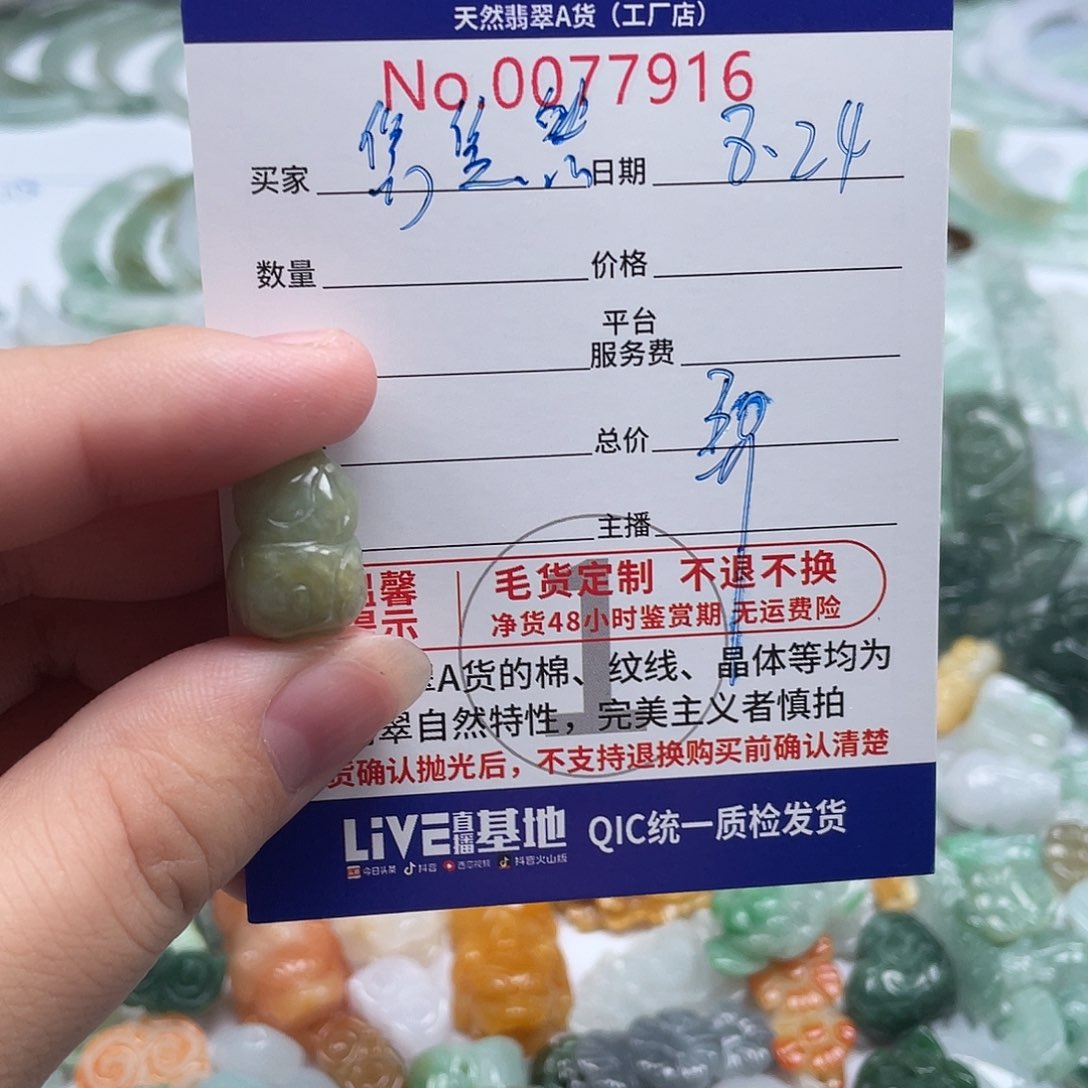 天然翡翠A货（工厂店）
No.0077916
买家 日期 8.24
数量 价格
平台
服务费
总价
主播
馨 毛货定制 不退不换
示 净货48小时鉴赏期 无运费险
A货的棉、纹线、晶体等均为
翠自然特性，完美主义者慎拍
货确认抛光后，不支持退换购买前确认清楚
LiVE直播基地 QIC统一质检发货
今日头条 抖音 西瓜视频 抖音火山版
1